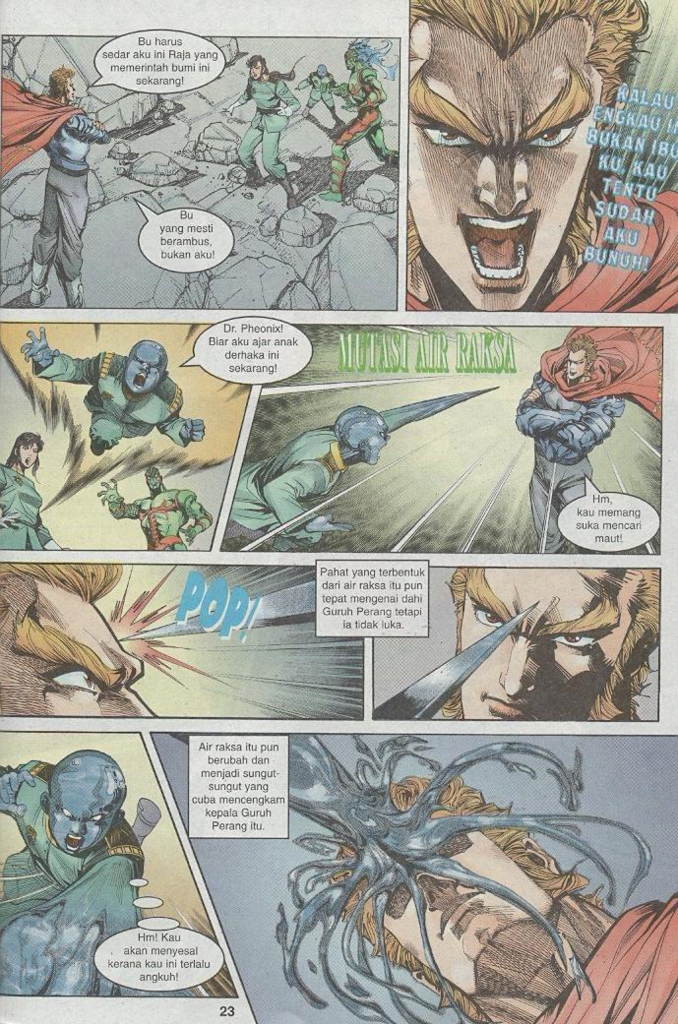 Bu harus
sedar aku ini Raja yang
memerintah bumi ini
sekarang!
Bu
yang mesti
berambus,
bukan aku!
KALAU
ENGKAU
BUKAN IBU
KU, KAU
TENTU
SUDAH
AKU
BUNUH!
Dr. Pheonix!
Biar aku ajar anak
derhaka ini
sekarang!
MUTASI AIR RAKSA
Hm,
kau memang
suka mencari
maut!
POP!
Pahat yang terbentuk
dari air raksa itu pun
tepat mengenai dahi
Guruh Perang tetapi
ia tidak luka.
Air raksa itu pun
berubah dan
menjadi sungut-
sungut yang
cuba mencengkam
kepala Guruh
Perang itu.
Hm! Kau
akan menyesal
kerana kau ini terlalu
angkuh!
23